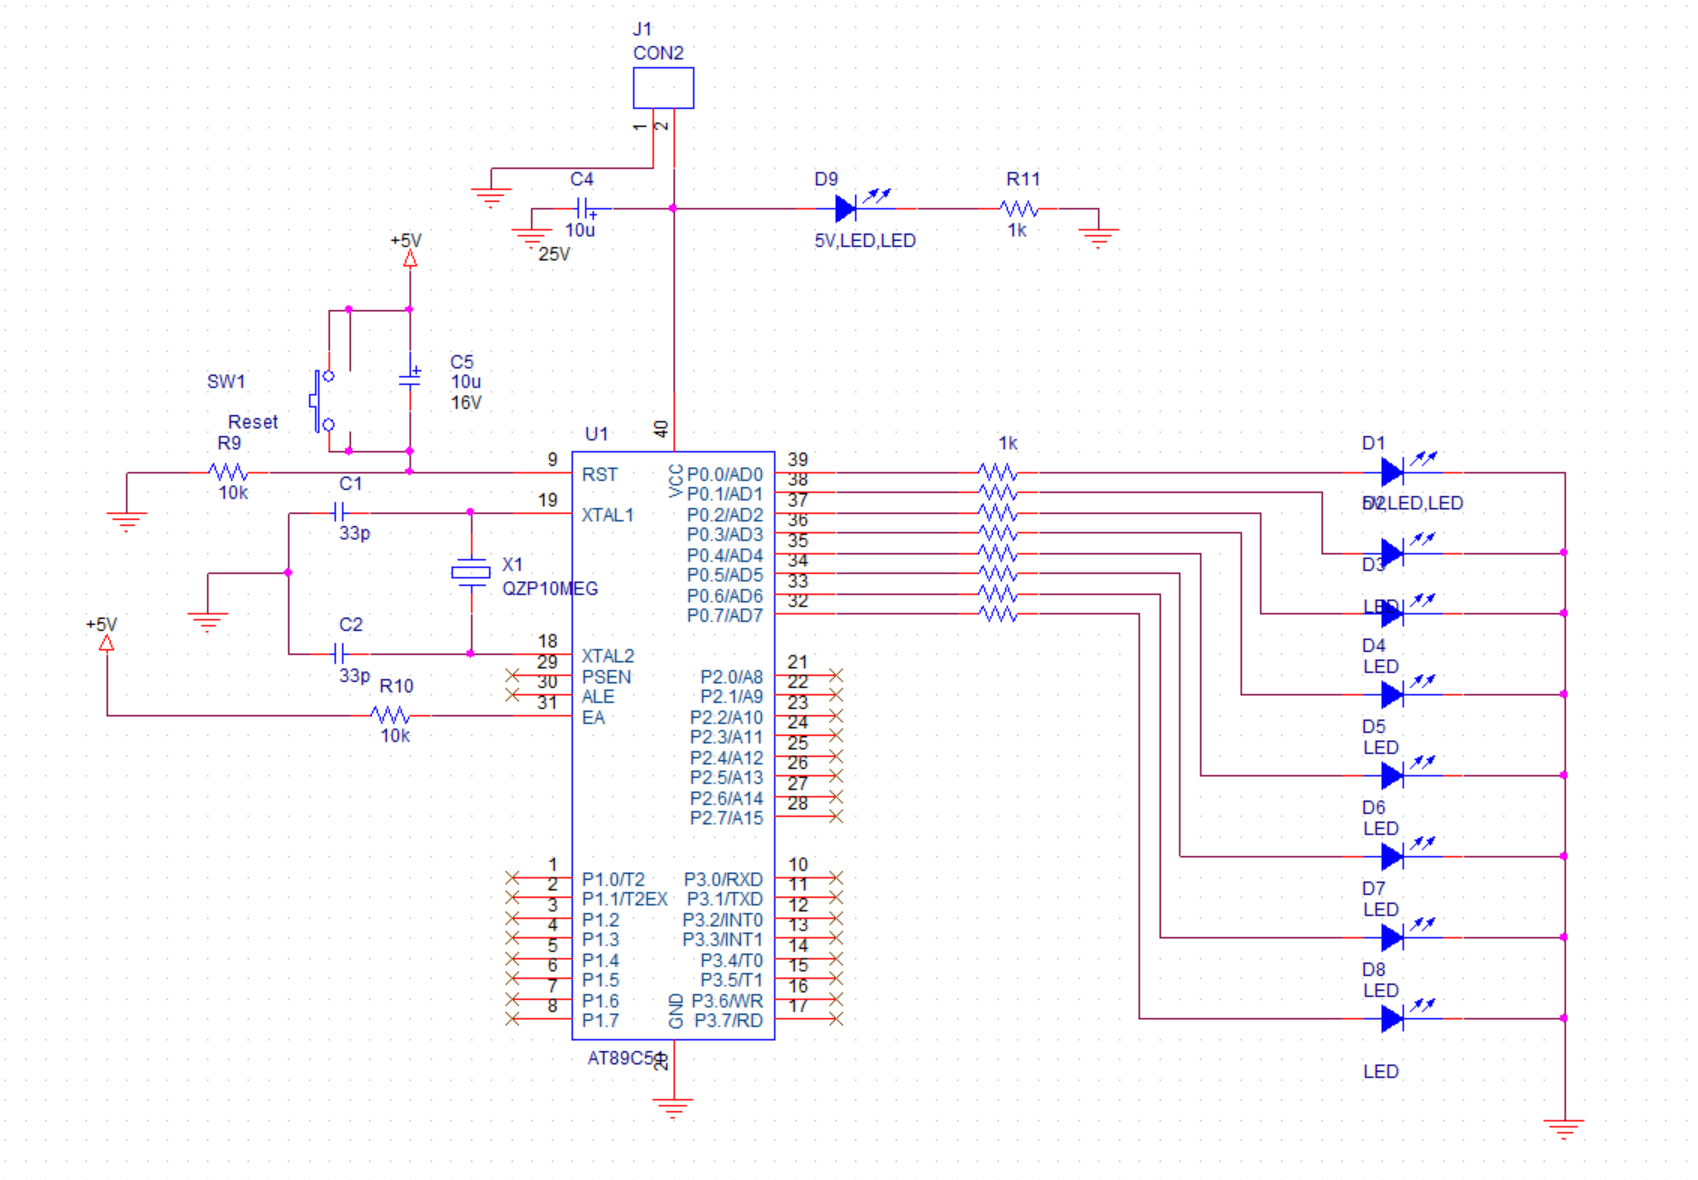 J1
CON2
1
2
C4
10u
25V
D9
5V,LED,LED
R11
1k
+5V
C5
10u
16V
SW1
Reset
R9
10k
C1
33p
X1
QZP10MEG
C2
33p
+5V
R10
10k
U1
40
VCC
9 RST
19 XTAL1
18 XTAL2
29 PSEN
30 ALE
31 EA
1 P1.0/T2
2 P1.1/T2EX
3 P1.2
4 P1.3
5 P1.4
6 P1.5
7 P1.6
8 P1.7
P0.0/AD0 39
P0.1/AD1 38
P0.2/AD2 37
P0.3/AD3 36
P0.4/AD4 35
P0.5/AD5 34
P0.6/AD6 33
P0.7/AD7 32
P2.0/A8 21
P2.1/A9 22
P2.2/A10 23
P2.3/A11 24
P2.4/A12 25
P2.5/A13 26
P2.6/A14 27
P2.7/A15 28
P3.0/RXD 10
P3.1/TXD 11
P3.2/INT0 12
P3.3/INT1 13
P3.4/T0 14
P3.5/T1 15
P3.6/WR 16
P3.7/RD 17
GND
AT89C51
20
1k
D1
5V,LED,LED
D2
D3
LED
D4
LED
D5
LED
D6
LED
D7
LED
D8
LED
LED